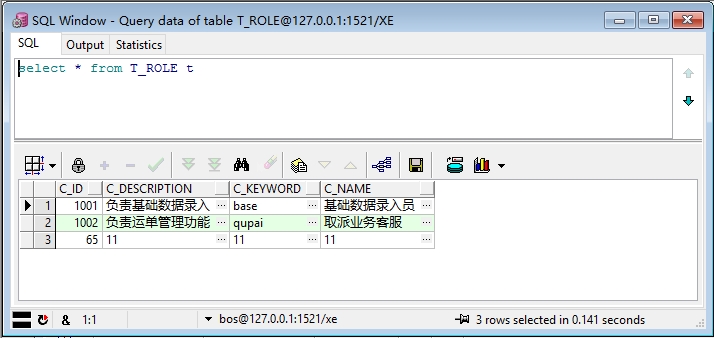 SQL Window - Query data of table T_ROLE@127.0.0.1:1521/XE
SQL Output Statistics
select * from T_ROLE t
C_ID C_DESCRIPTION C_KEYWORD C_NAME
1 1001 负责基础数据录入 ··· base ··· 基础数据录入员 ···
2 1002 负责运单管理功能 ··· qupai ··· 取派业务客服 ···
3 65 11 ··· 11 ··· 11 ···
& 1:1 bos@127.0.0.1:1521/xe 3 rows selected in 0.141 seconds